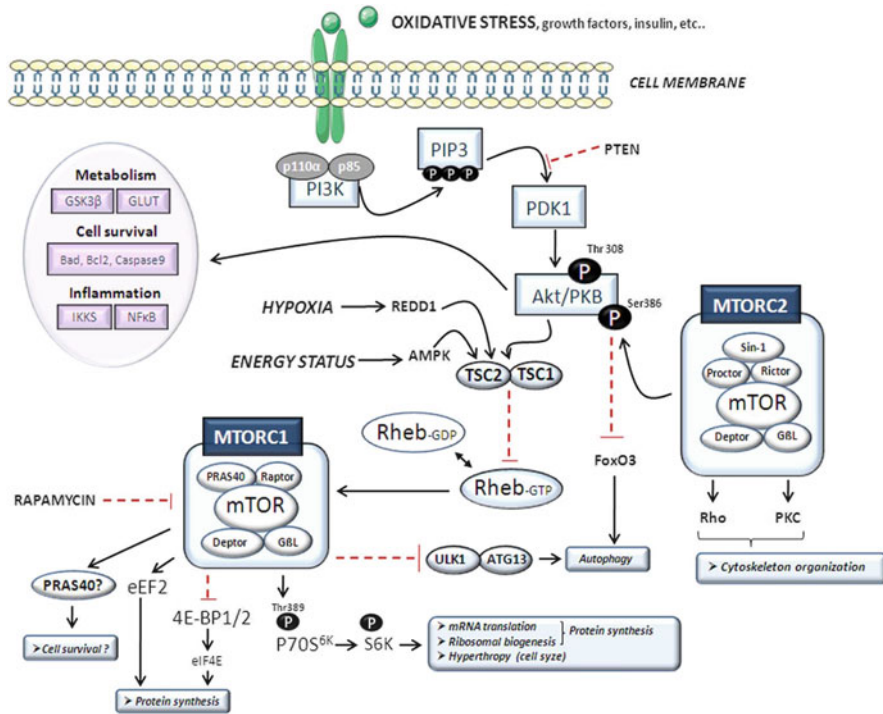 OXIDATIVE STRESS, growth factors, insulin, etc..
CELL MEMBRANE
p110α p85
PI3K
PIP3
P P P
PTEN
PDK1
Metabolism
GSK3β GLUT
Cell survival
Bad, Bcl2, Caspase9
Inflammation
IKKS NFκB
Thr 308
P
Akt/PKB
Ser386
P
HYPOXIA REDD1
ENERGY STATUS AMPK
TSC2 TSC1
MTORC2
Sin-1
Proctor Rictor
mTOR
Deptor GßL
Rho PKC
➢ Cytoskeleton organization
Rheb-GDP
Rheb-GTP
FoxO3
MTORC1
PRAS40 Raptor
mTOR
Deptor GßL
RAPAMYCIN
ULK1 ATG13
Autophagy
PRAS40?
➢ Cell survival ?
eEF2
4E-BP1/2
eIF4E
➢ Protein synthesis
Thr389
P P
P70S6K S6K
➢ mRNA translation
➢ Ribosomal biogenesis
Protein synthesis
➢ Hyperthropy (cell syze)